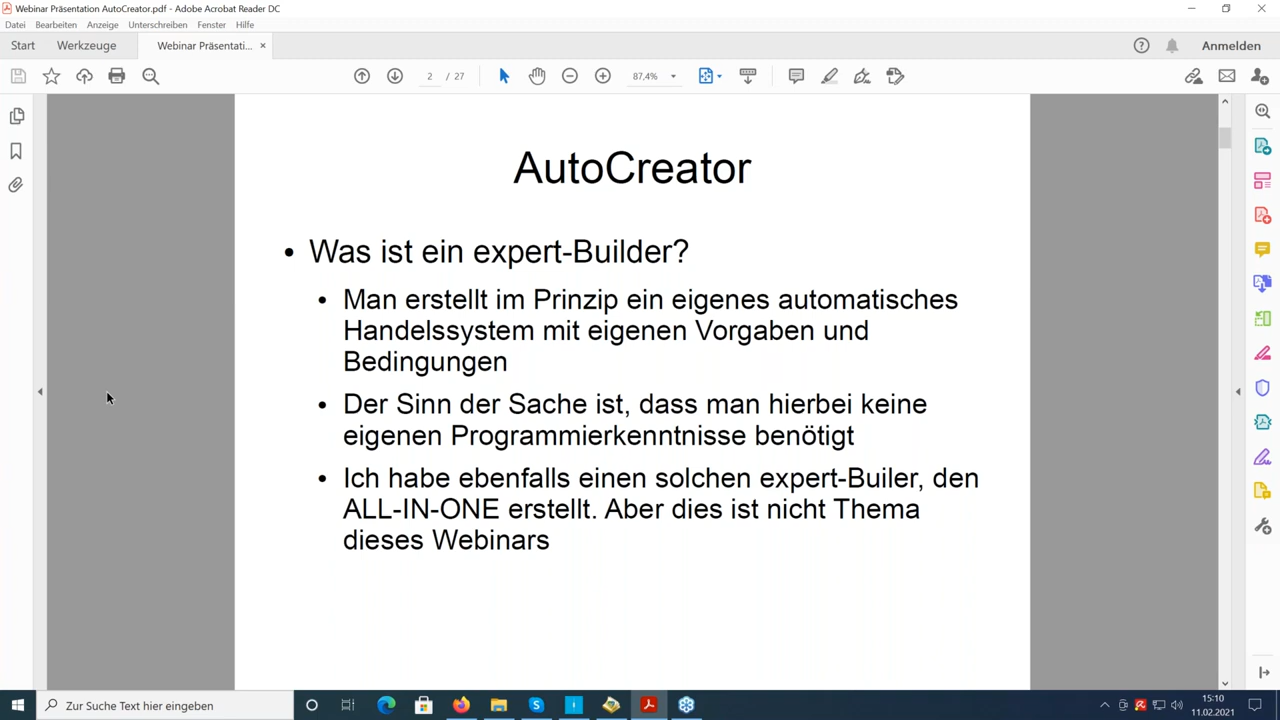 Webinar Präsentation AutoCreator.pdf - Adobe Acrobat Reader DC
Datei Bearbeiten Anzeige Unterschreiben Fenster Hilfe
Start Werkzeuge Webinar Präsentati... × Anmelden
2 / 27 87,4%
AutoCreator
• Was ist ein expert-Builder?
• Man erstellt im Prinzip ein eigenes automatisches
Handelssystem mit eigenen Vorgaben und
Bedingungen
• Der Sinn der Sache ist, dass man hierbei keine
eigenen Programmierkenntnisse benötigt
• Ich habe ebenfalls einen solchen expert-Builer, den
ALL-IN-ONE erstellt. Aber dies ist nicht Thema
dieses Webinars
Zur Suche Text hier eingeben
15:10
11.02.2021